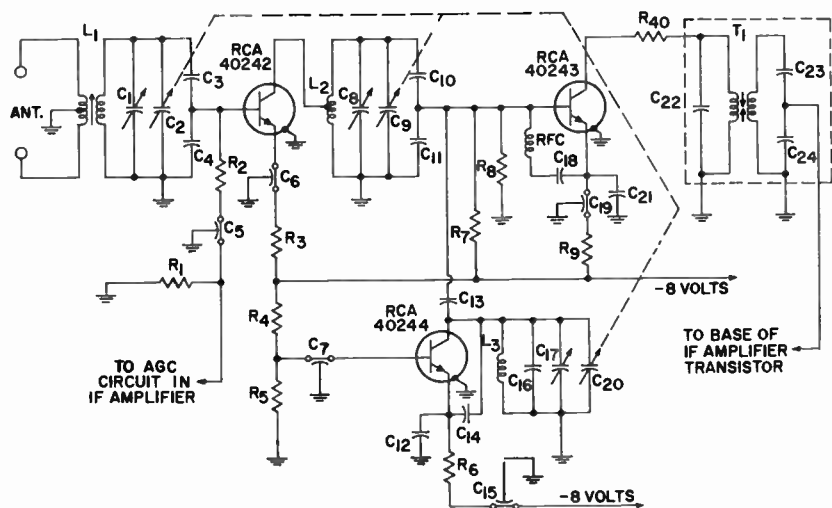 L1
ANT.
C1
C2
C3
C4
R2
C5
R1
TO AGC
CIRCUIT IN
IF AMPLIFIER
RCA
40242
C6
R3
R4
R5
C7
L2
C8
C9
C10
C11
C13
RCA
40244
C12
C14
R6
C15
-8 VOLTS
L3
C16
C17
C20
R7
R8
RFC
C18
RCA
40243
C19
C21
R9
-8 VOLTS
R40
T1
C22
C23
C24
TO BASE OF
IF AMPLIFIER
TRANSISTOR